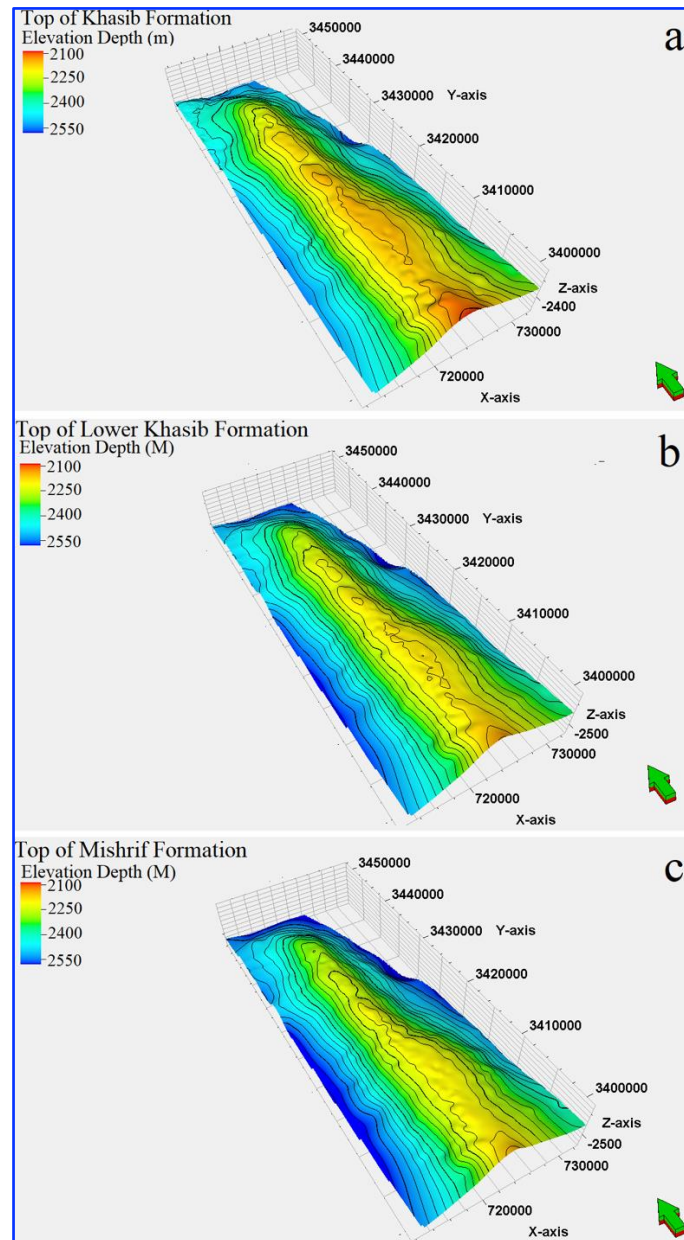 Top of Khasib Formation
Elevation Depth (m)
2100
2250
2400
2550
a
3450000
3440000
Y-axis
3430000
3420000
3410000
3400000
Z-axis
-2400
730000
720000
X-axis
Top of Lower Khasib Formation
Elevation Depth (M)
2100
2250
2400
2550
b
3450000
3440000
3430000
Y-axis
3420000
3410000
3400000
Z-axis
-2500
730000
720000
X-axis
Top of Mishrif Formation
Elevation Depth (M)
2100
2250
2400
2550
c
3450000
3440000
3430000
Y-axis
3420000
3410000
3400000
Z-axis
-2500
730000
720000
X-axis